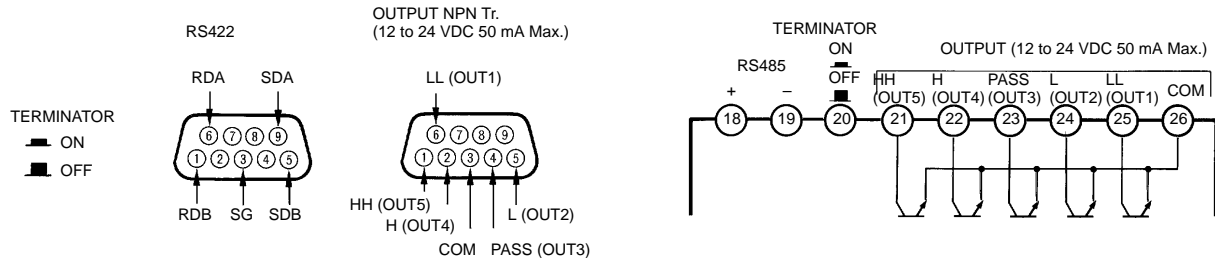 TERMINATOR
ON
OFF
RS422
RDA SDA
6 7 8 9
1 2 3 4 5
RDB SG SDB
OUTPUT NPN Tr.
(12 to 24 VDC 50 mA Max.)
LL (OUT1)
6 7 8 9
1 2 3 4 5
HH (OUT5)
H (OUT4)
COM
PASS (OUT3)
L (OUT2)
TERMINATOR
ON
OFF
RS485
+ −
OUTPUT (12 to 24 VDC 50 mA Max.)
HH H PASS L LL COM
(OUT5) (OUT4) (OUT3) (OUT2) (OUT1)
18 19 20 21 22 23 24 25 26